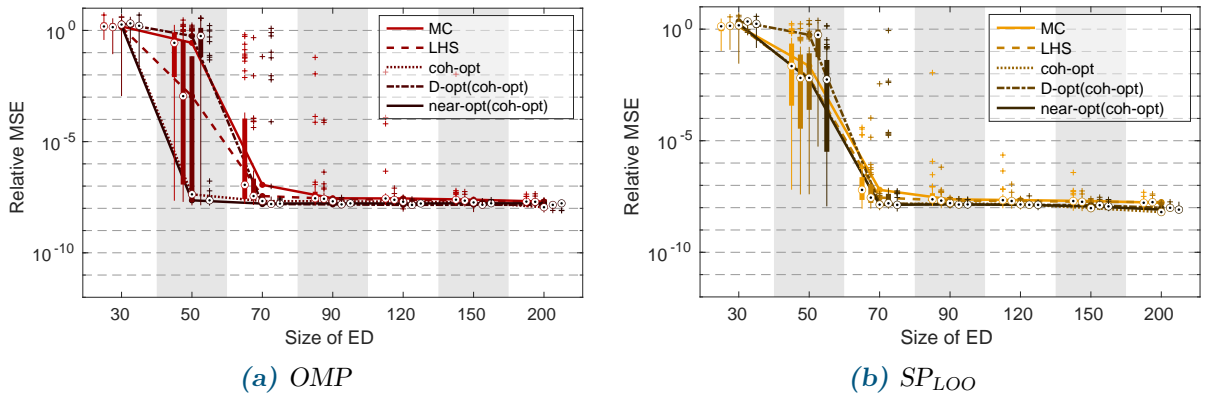 10^0
10^-5
10^-10
Relative MSE
30 50 70 90 120 150 200
Size of ED
MC
LHS
coh-opt
D-opt(coh-opt)
near-opt(coh-opt)
(a) OMP
10^0
10^-5
10^-10
Relative MSE
30 50 70 90 120 150 200
Size of ED
MC
LHS
coh-opt
D-opt(coh-opt)
near-opt(coh-opt)
(b) SP_LOO